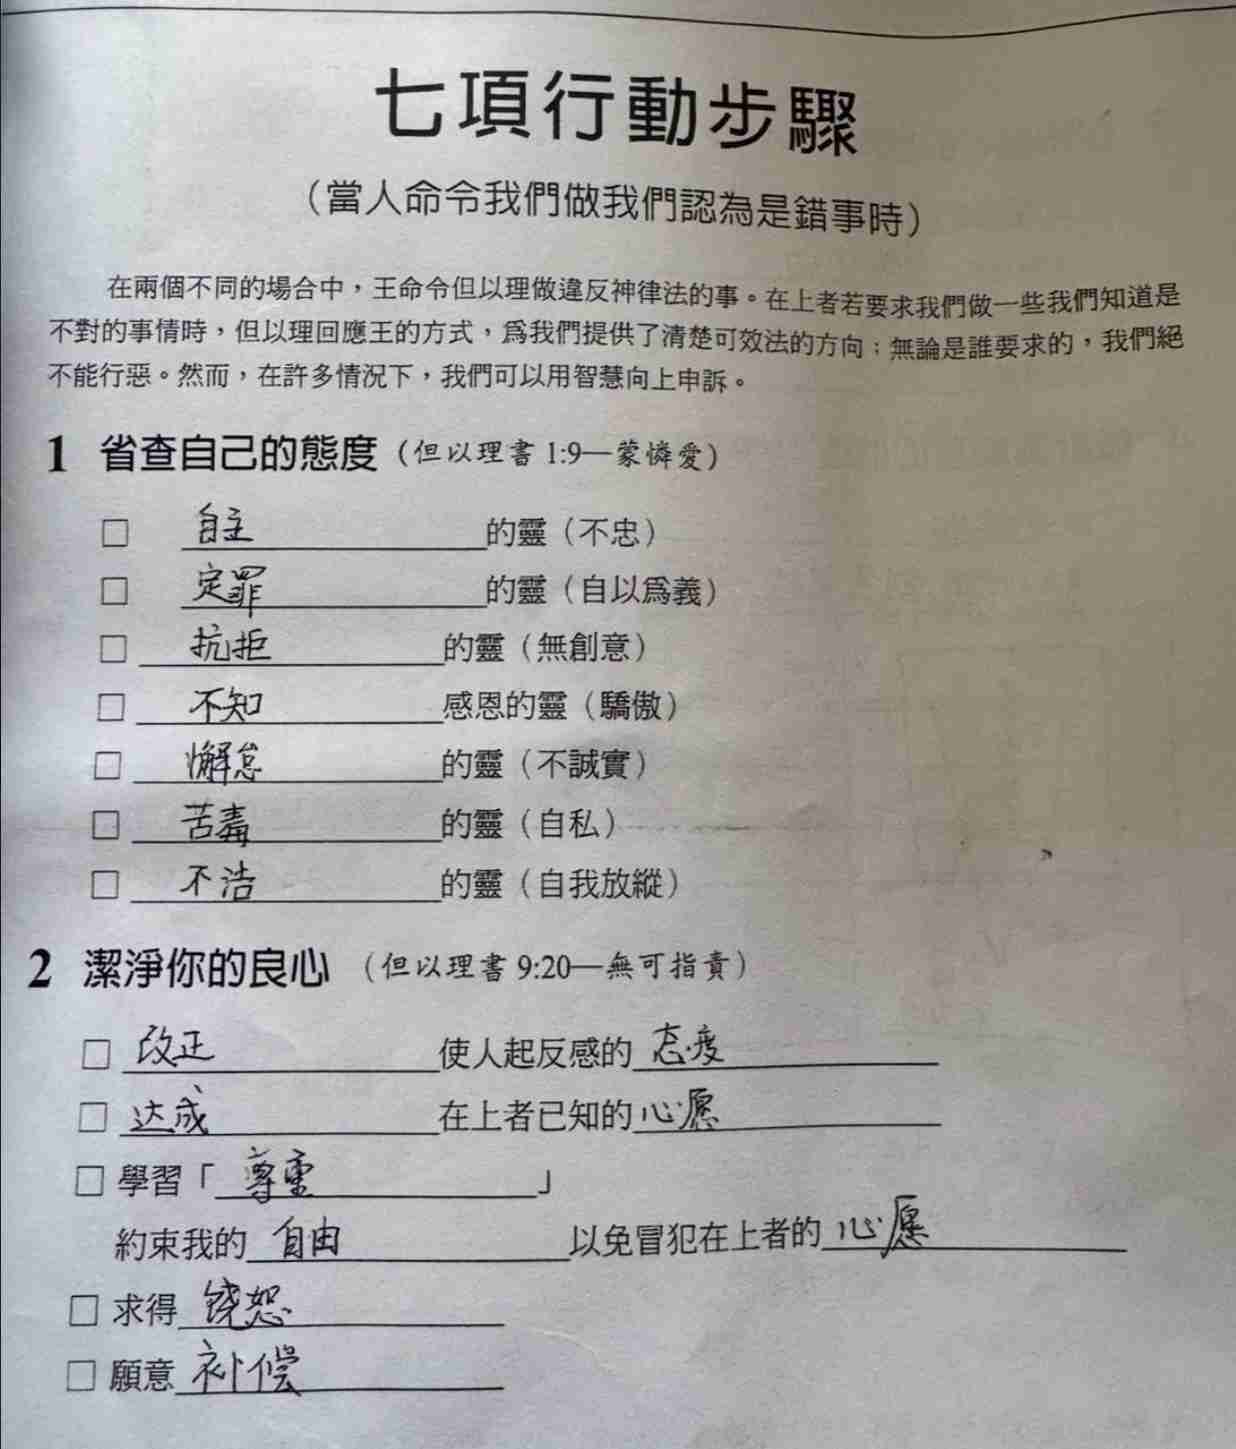 七項行動步驟
（當人命令我們做我們認為是錯事時）
在兩個不同的場合中，王命令但以理做違反神律法的事。在上者若要求我們做一些我們知道是
不對的事情時，但以理回應王的方式，爲我們提供了清楚可效法的方向；無論是誰要求的，我們絕
不能行惡。然而，在許多情況下，我們可以用智慧向上申訴。
1 省查自己的態度（但以理書 1:9—蒙憐愛）
□ 自主的靈（不忠）
□ 定罪的靈（自以爲義）
□ 抗拒的靈（無創意）
□ 不知感恩的靈（驕傲）
□ 懈怠的靈（不誠實）
□ 苦毒的靈（自私）
□ 不洁的靈（自我放縱）
2 潔淨你的良心（但以理書 9:20—無可指責）
□ 改正使人起反感的态度
□ 达成在上者已知的心愿
□ 學習「尊重」
約束我的自由以免冒犯在上者的心愿
□ 求得饶恕
□ 願意补偿